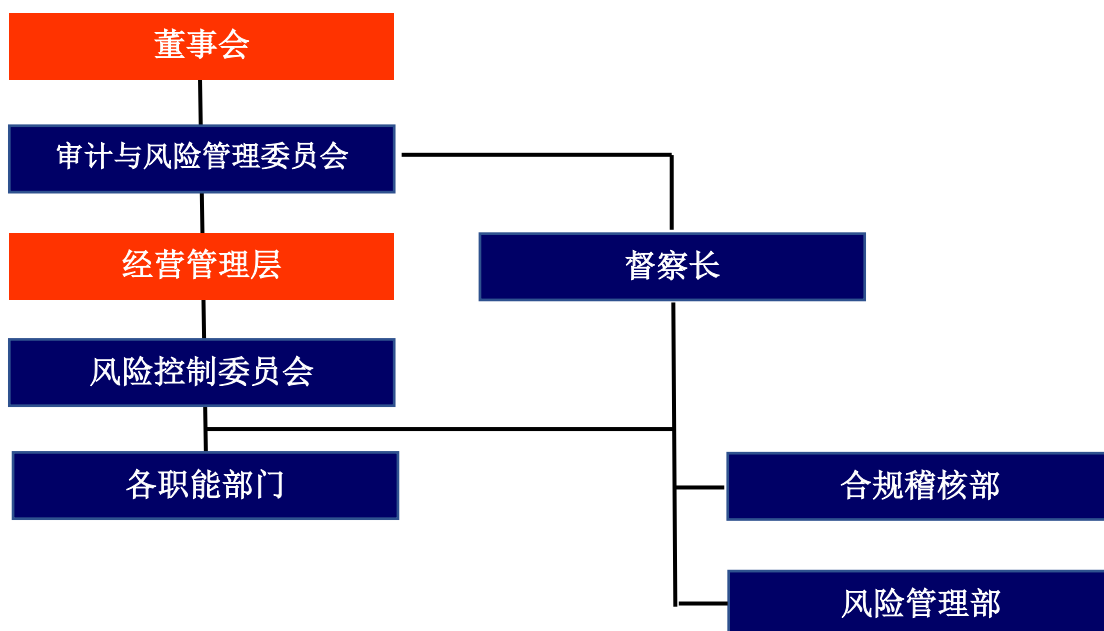 董事会
审计与风险管理委员会
经营管理层
督察长
风险控制委员会
各职能部门
合规稽核部
风险管理部